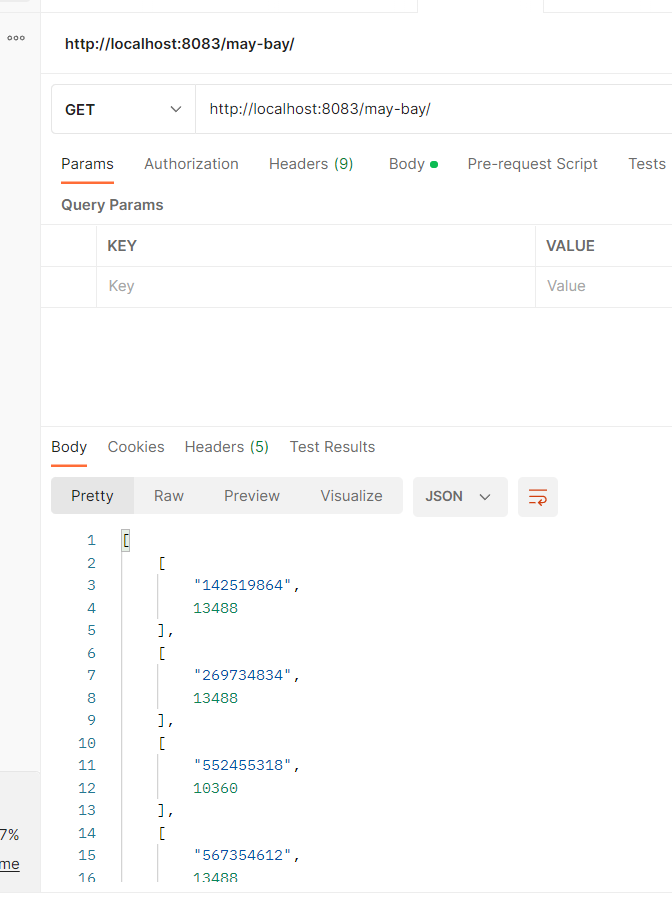 http://localhost:8083/may-bay/
GET http://localhost:8083/may-bay/
Params Authorization Headers (9) Body Pre-request Script Tests
Query Params
KEY VALUE
Key Value
Body Cookies Headers (5) Test Results
Pretty Raw Preview Visualize JSON
1 [
2 [
3 "142519864",
4 13488
5 ],
6 [
7 "269734834",
8 13488
9 ],
10 [
11 "552455318",
12 10360
13 ],
14 [
15 "567354612",
16 13488
7%
me